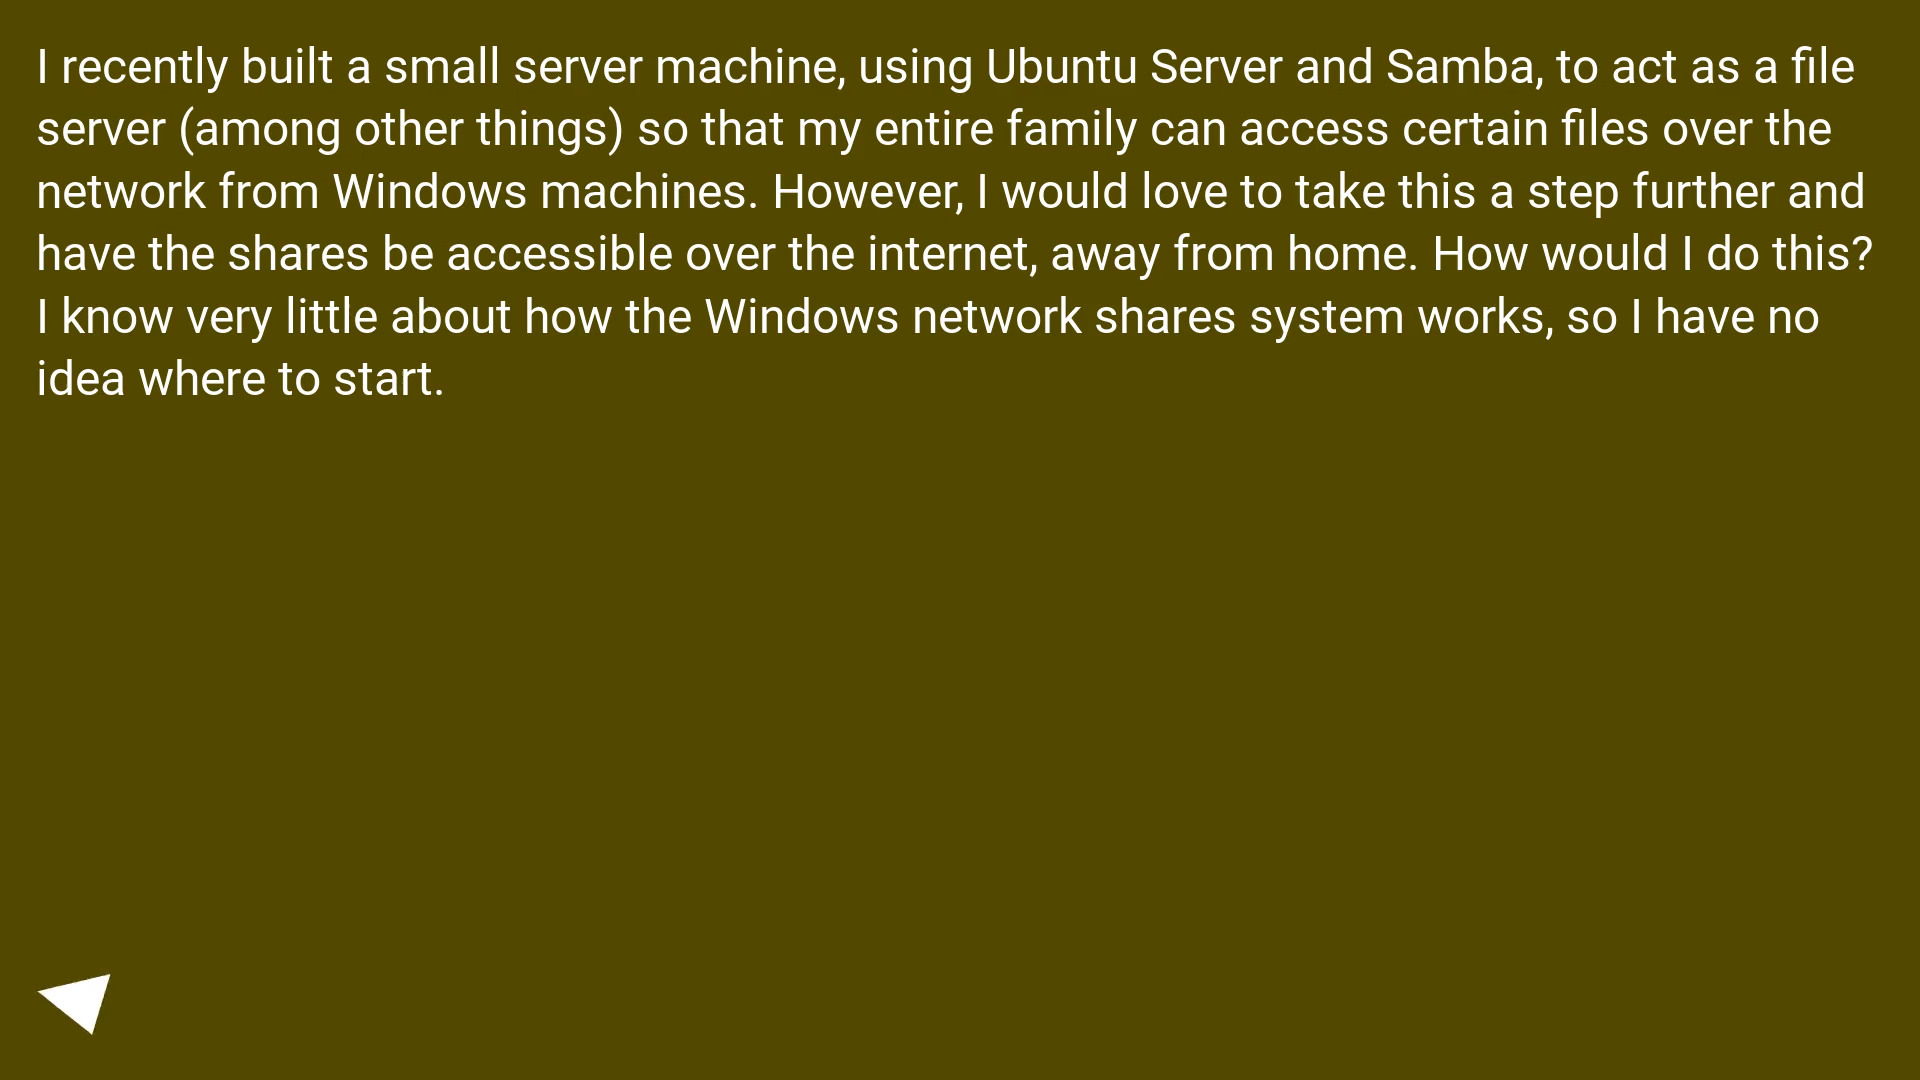 I recently built a small server machine, using Ubuntu Server and Samba, to act as a file
server (among other things) so that my entire family can access certain files over the
network from Windows machines. However, I would love to take this a step further and
have the shares be accessible over the internet, away from home. How would I do this?
I know very little about how the Windows network shares system works, so I have no
idea where to start.